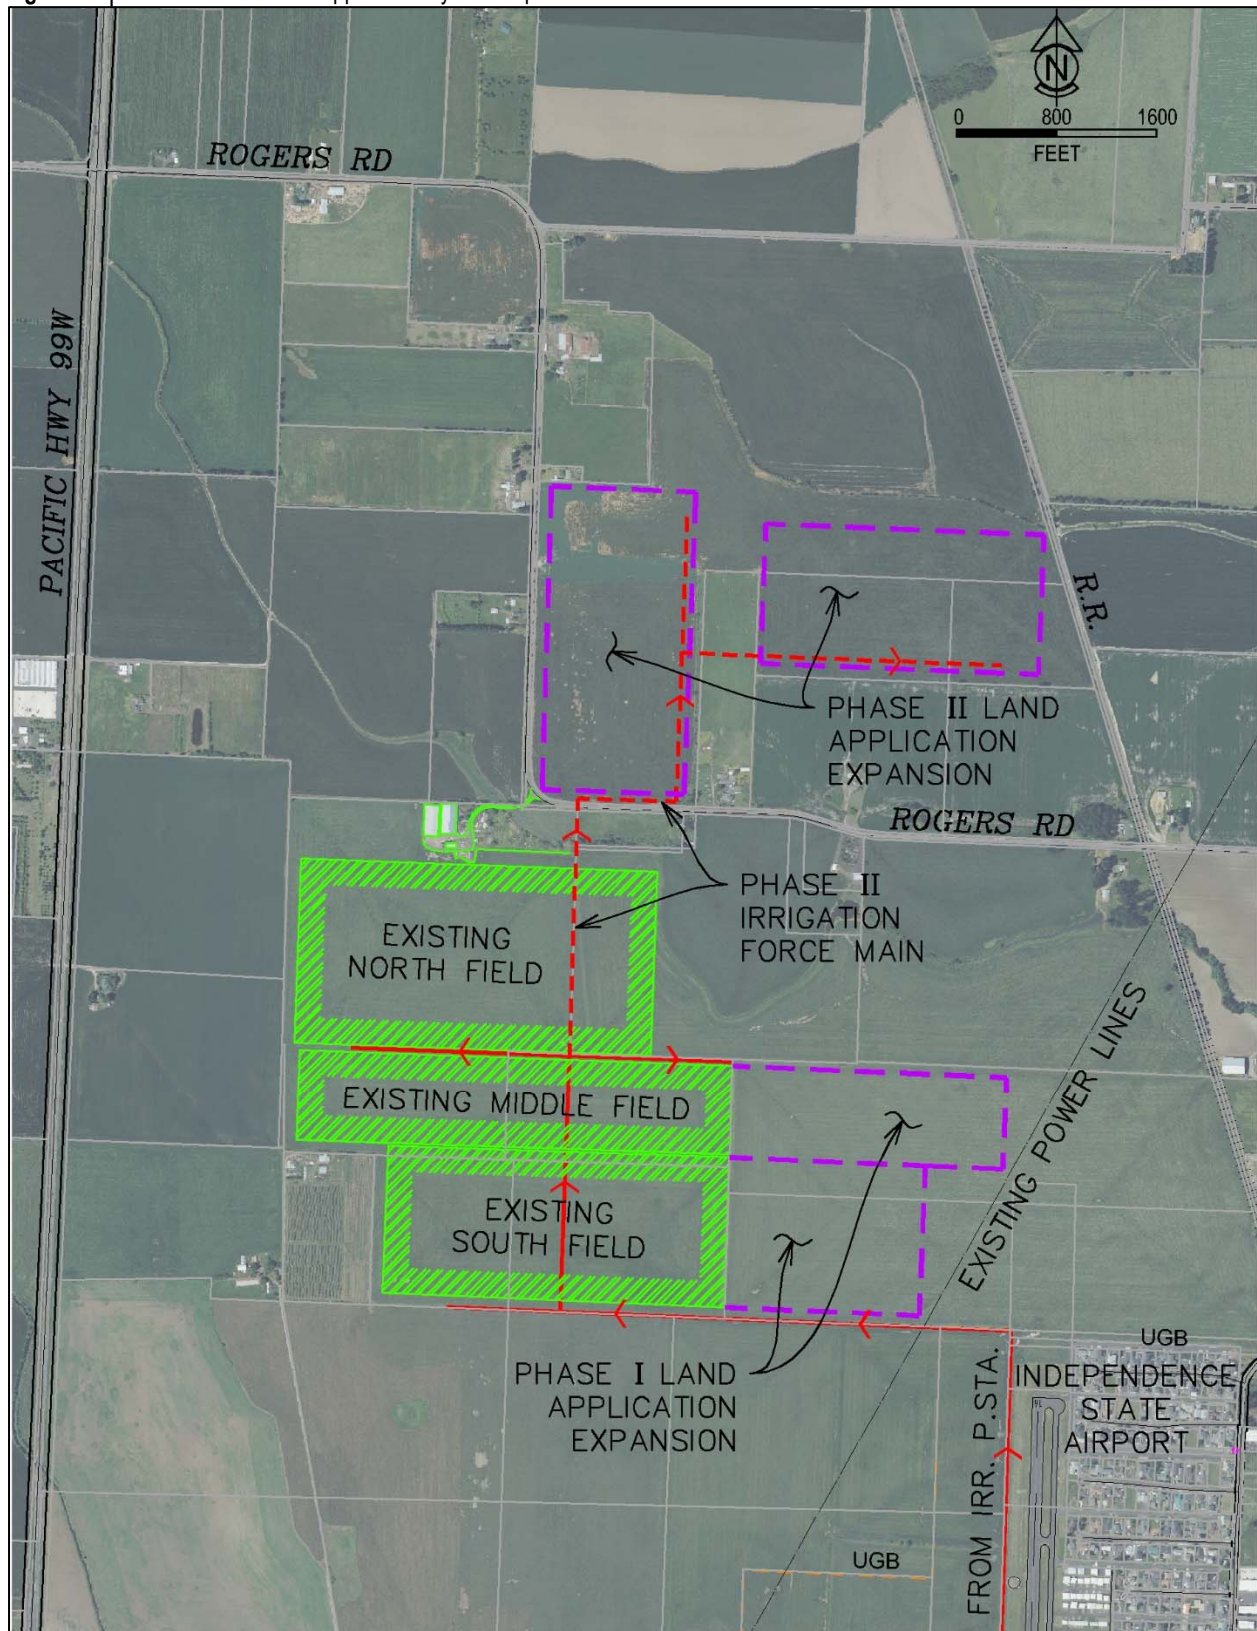 N
0 800 1600
FEET
ROGERS RD
PACIFIC HWY 99W
R.R.
PHASE II LAND
APPLICATION
EXPANSION
ROGERS RD
PHASE II
IRRIGATION
FORCE MAIN
EXISTING
NORTH FIELD
EXISTING MIDDLE FIELD
EXISTING POWER LINES
EXISTING
SOUTH FIELD
UGB
PHASE I LAND
APPLICATION
EXPANSION
INDEPENDENCE
STATE
AIRPORT
FROM IRR. P.STA.
UGB